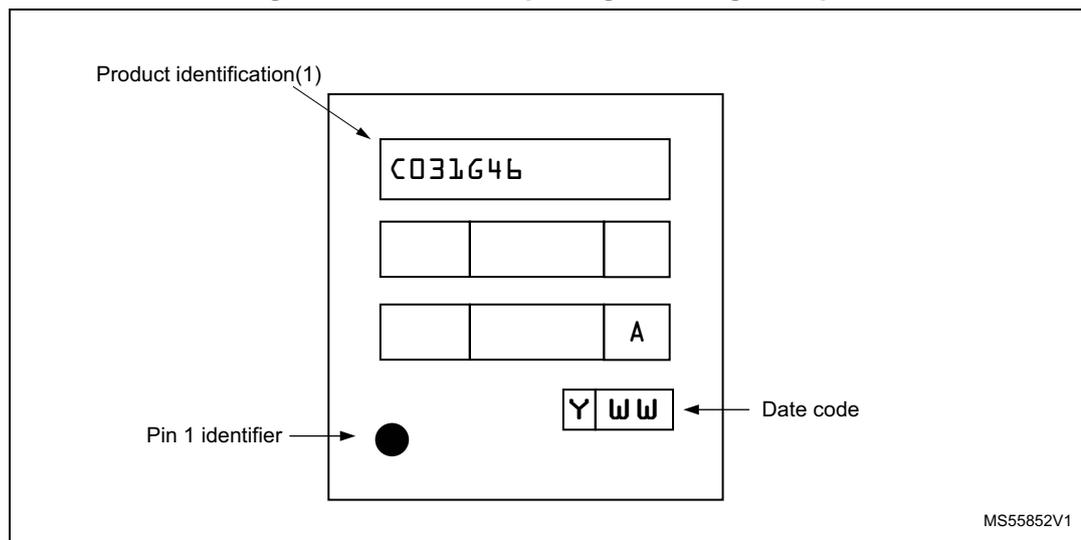 Product identification(1)
C031G46
A
Y WW
Date code
Pin 1 identifier
MS55852V1